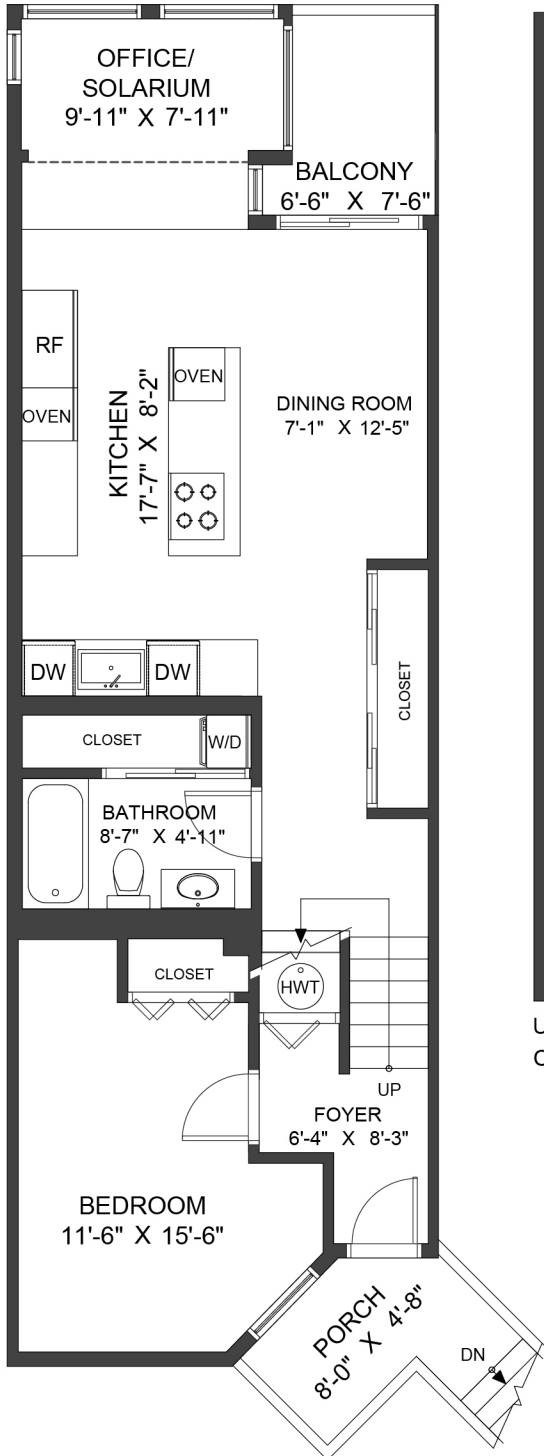 OFFICE/
SOLARIUM
9'-11" X 7'-11"
BALCONY
6'-6" X 7'-6"
RF
OVEN
OVEN
KITCHEN
17'-7" X 8'-2"
DINING ROOM
7'-1" X 12'-5"
DW
DW
CLOSET
CLOSET
W/D
BATHROOM
8'-7" X 4'-11"
CLOSET
HWT
UP
FOYER
6'-4" X 8'-3"
BEDROOM
11'-6" X 15'-6"
PORCH
8'-0" X 4'-8"
DN